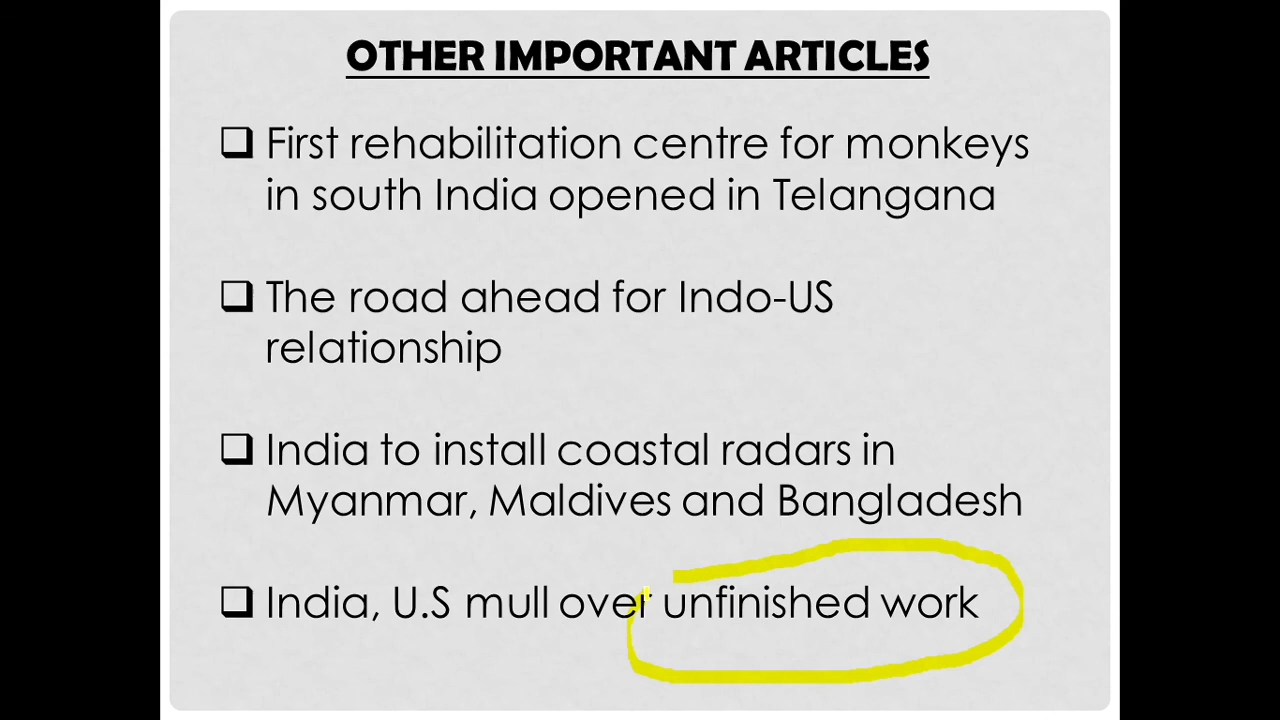 OTHER IMPORTANT ARTICLES
First rehabilitation centre for monkeys
in south India opened in Telangana
The road ahead for Indo-US
relationship
India to install coastal radars in
Myanmar, Maldives and Bangladesh
India, U.S mull over unfinished work